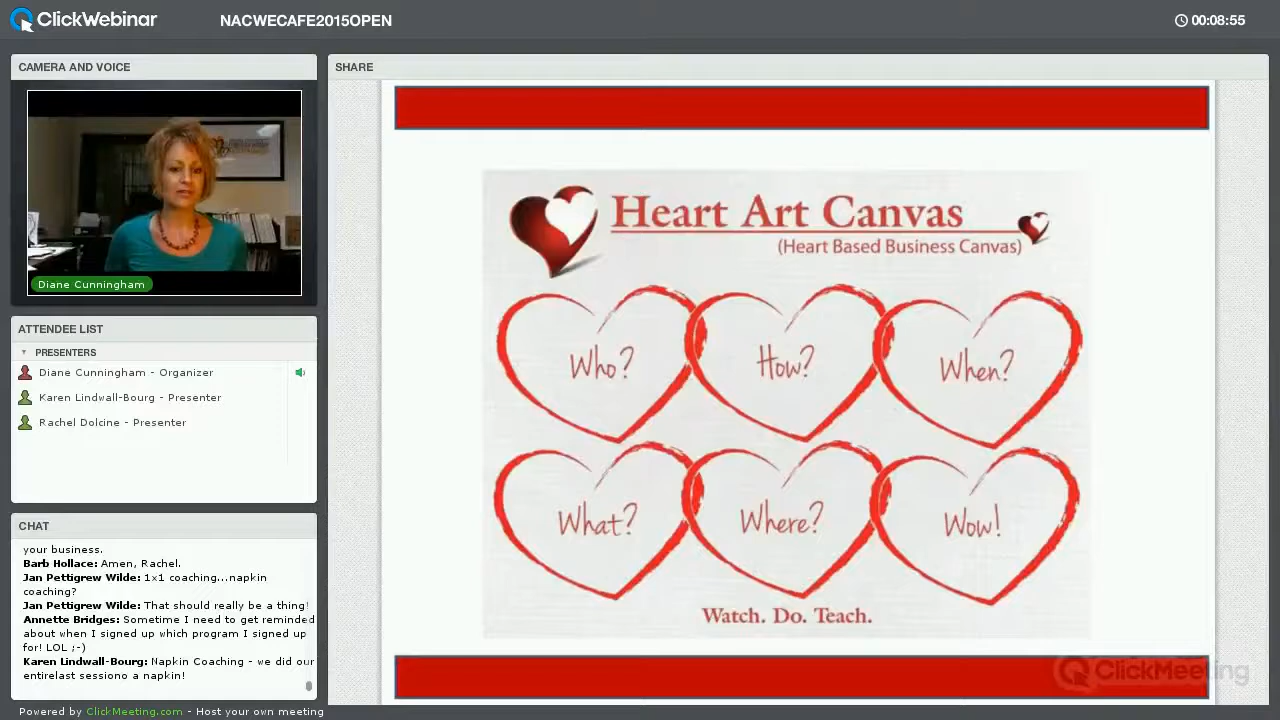 ClickWebinar
NACWECAFE2015OPEN
00:08:55
CAMERA AND VOICE
Diane Cunningham
ATTENDEE LIST
PRESENTERS
Diane Cunningham - Organizer
Karen Lindwall-Bourg - Presenter
Rachel Dolcine - Presenter
CHAT
your business.
Barb Hollace: Amen, Rachel.
Jan Pettigrew Wilde: 1x1 coaching...napkin
coaching?
Jan Pettigrew Wilde: That should really be a thing!
Annette Bridges: Sometime I need to get reminded
about when I signed up which program I signed up
for! LOL ;-)
Karen Lindwall-Bourg: Napkin Coaching - we did our
entirelast sessiono a napkin!
Powered by ClickMeeting.com - Host your own meeting
SHARE
Heart Art Canvas
(Heart Based Business Canvas)
Who? How? When?
What? Where? Wow!
Watch. Do. Teach.
ClickMeeting